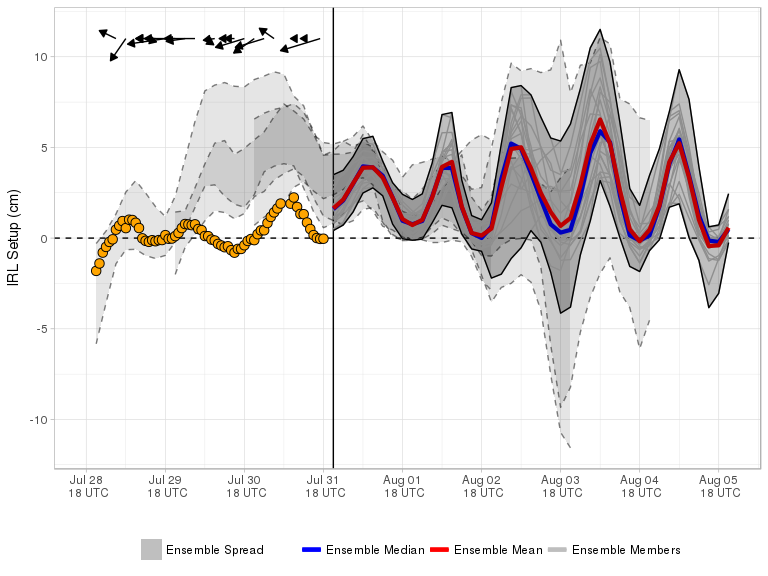 IRL Setup (cm)
10
5
0
-5
-10
Jul 28
18 UTC
Jul 29
18 UTC
Jul 30
18 UTC
Jul 31
18 UTC
Aug 01
18 UTC
Aug 02
18 UTC
Aug 03
18 UTC
Aug 04
18 UTC
Aug 05
18 UTC
Ensemble Spread
Ensemble Median
Ensemble Mean
Ensemble Members